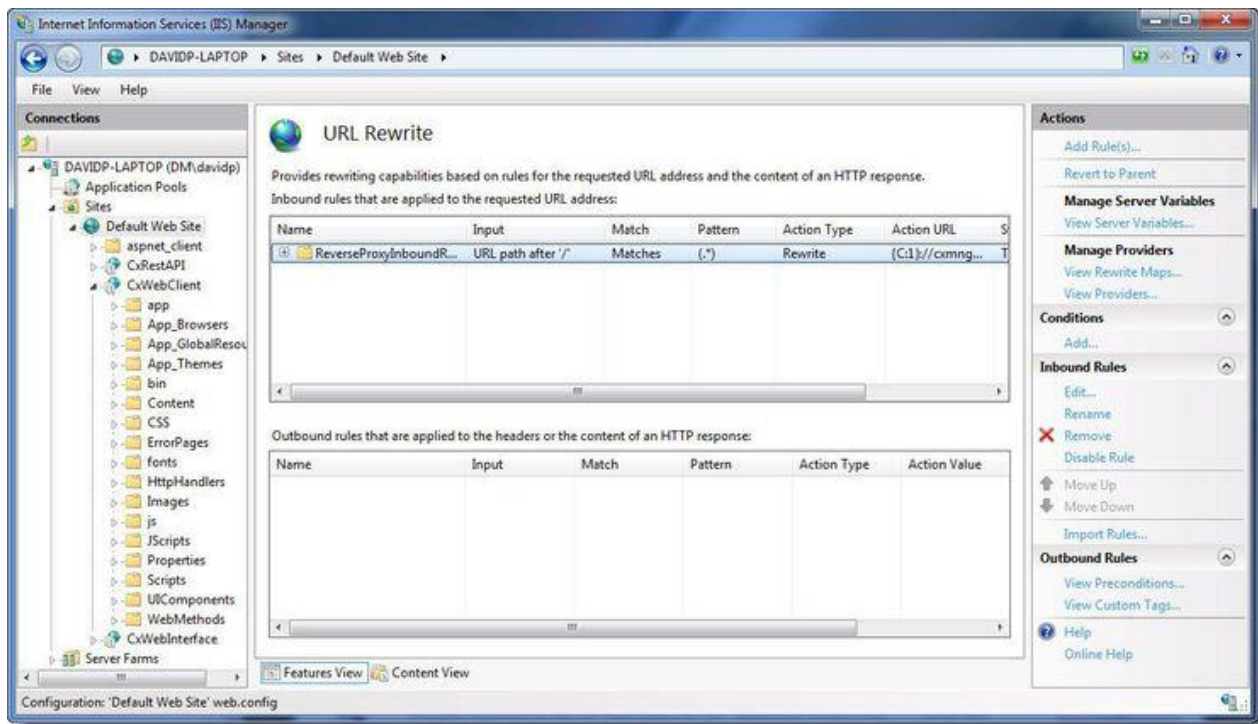 Internet Information Services (IIS) Manager
DAVIDP-LAPTOP Sites Default Web Site
File View Help
Connections
DAVIDP-LAPTOP (DM\davidp)
Application Pools
Sites
Default Web Site
aspnet_client
CxRestAPI
CxWebClient
app
App_Browsers
App_GlobalResou
App_Themes
bin
Content
CSS
ErrorPages
fonts
HttpHandlers
Images
js
JScripts
Properties
Scripts
UIComponents
WebMethods
CxWebInterface
Server Farms
URL Rewrite
Provides rewriting capabilities based on rules for the requested URL address and the content of an HTTP response.
Inbound rules that are applied to the requested URL address:
Name Input Match Pattern Action Type Action URL S
ReverseProxyInboundR... URL path after '/' Matches (.*) Rewrite {C:1}://cxmng... T
Outbound rules that are applied to the headers or the content of an HTTP response:
Name Input Match Pattern Action Type Action Value
Features View Content View
Actions
Add Rule(s)...
Revert to Parent
Manage Server Variables
View Server Variables...
Manage Providers
View Rewrite Maps...
View Providers...
Conditions
Add...
Inbound Rules
Edit...
Rename
Remove
Disable Rule
Move Up
Move Down
Import Rules...
Outbound Rules
View Preconditions...
View Custom Tags...
Help
Online Help
Configuration: 'Default Web Site' web.config